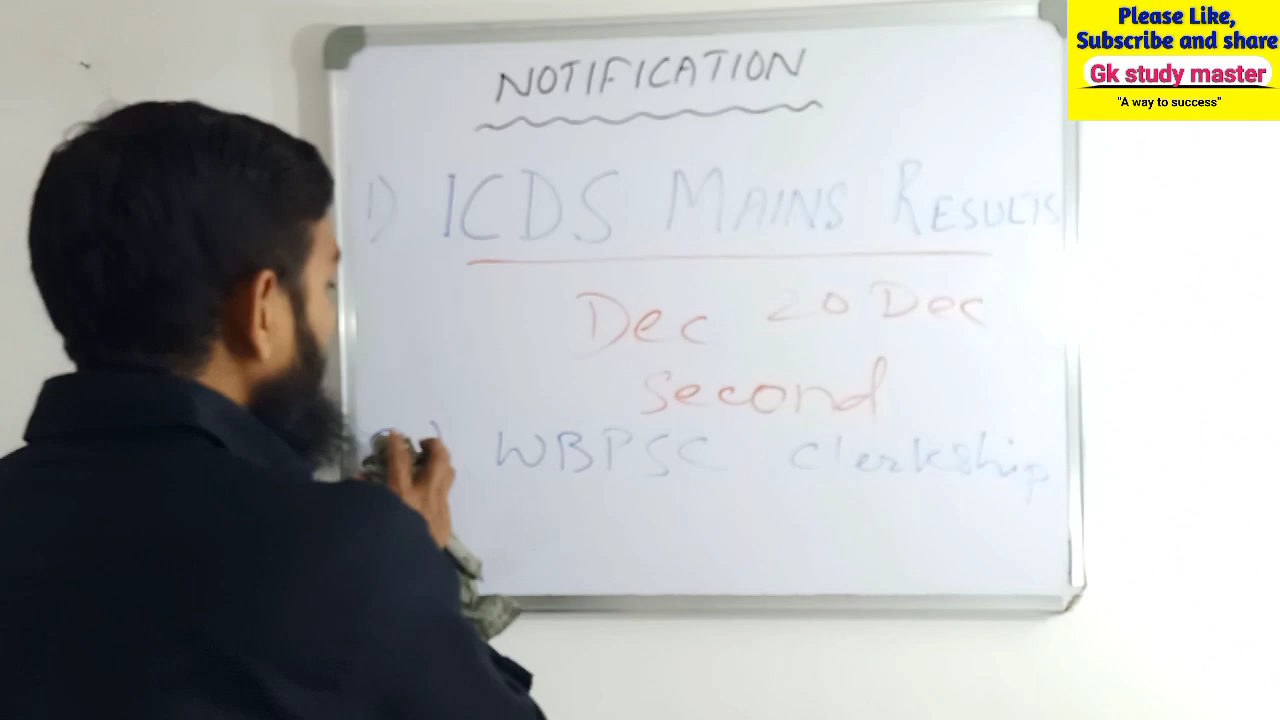 Please Like,
Subscribe and share
Gk study master
"A way to success"
NOTIFICATION
1) ICDS MAINS RESULTS
Dec 20 Dec
Second
WBPSC Clerkship